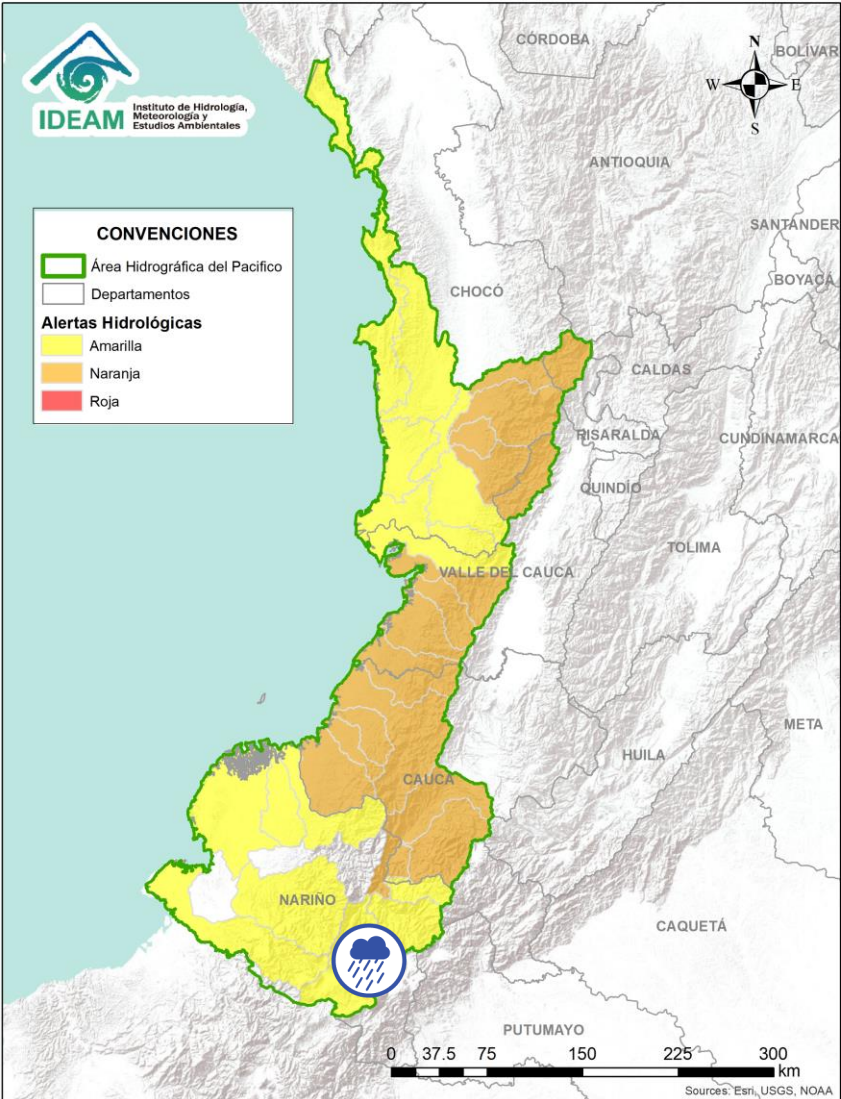 IDEAM
Instituto de Hidrología,
Meteorología y
Estudios Ambientales
N
W
E
S
CÓRDOBA
BOLÍVAR
ANTIOQUIA
SANTANDER
BOYACÁ
CONVENCIONES
Área Hidrográfica del Pacifico
Departamentos
Alertas Hidrológicas
Amarilla
Naranja
Roja
CHOCÓ
CALDAS
RISARALDA
CUNDINAMARCA
QUINDÍO
TOLIMA
VALLE DEL CAUCA
META
HUILA
CAUCA
NARIÑO
CAQUETÁ
PUTUMAYO
0 37.5 75 150 225 300
km
Sources: Esri, USGS, NOAA